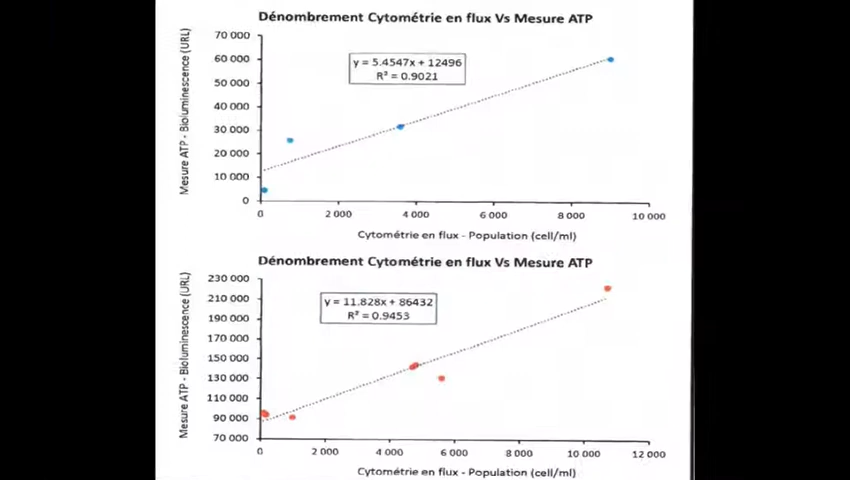 Dénombrement Cytométrie en flux Vs Mesure ATP
Mesure ATP - Bioluminescence (URL)
70 000
60 000
50 000
40 000
30 000
20 000
10 000
0
y = 5.4547x + 12496
R² = 0.9021
0 2 000 4 000 6 000 8 000 10 000
Cytométrie en flux - Population (cell/ml)
Dénombrement Cytométrie en flux Vs Mesure ATP
Mesure ATP - Bioluminescence (URL)
230 000
210 000
190 000
170 000
150 000
130 000
110 000
90 000
70 000
y = 11.828x + 86432
R² = 0.9453
0 2 000 4 000 6 000 8 000 10 000 12 000
Cytométrie en flux - Population (cell/ml)